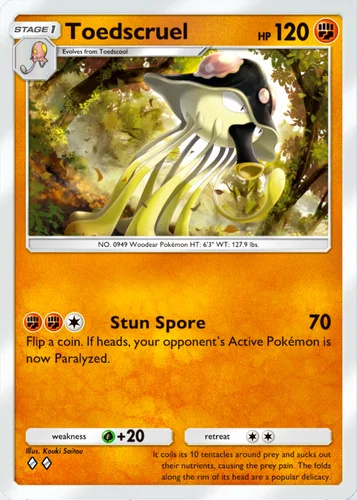 STAGE 1
Toedscruel
HP 120
Evolves from Toedscool
NO. 0949 Woodear Pokémon HT: 6'3" WT: 127.9 lbs.
Stun Spore 70
Flip a coin. If heads, your opponent's Active Pokémon is
now Paralyzed.
weakness +20 retreat
Illus. Kouki Saitou
It coils its 10 tentacles around prey and sucks out
their nutrients, causing the prey pain. The folds
along the rim of its head are a popular delicacy.